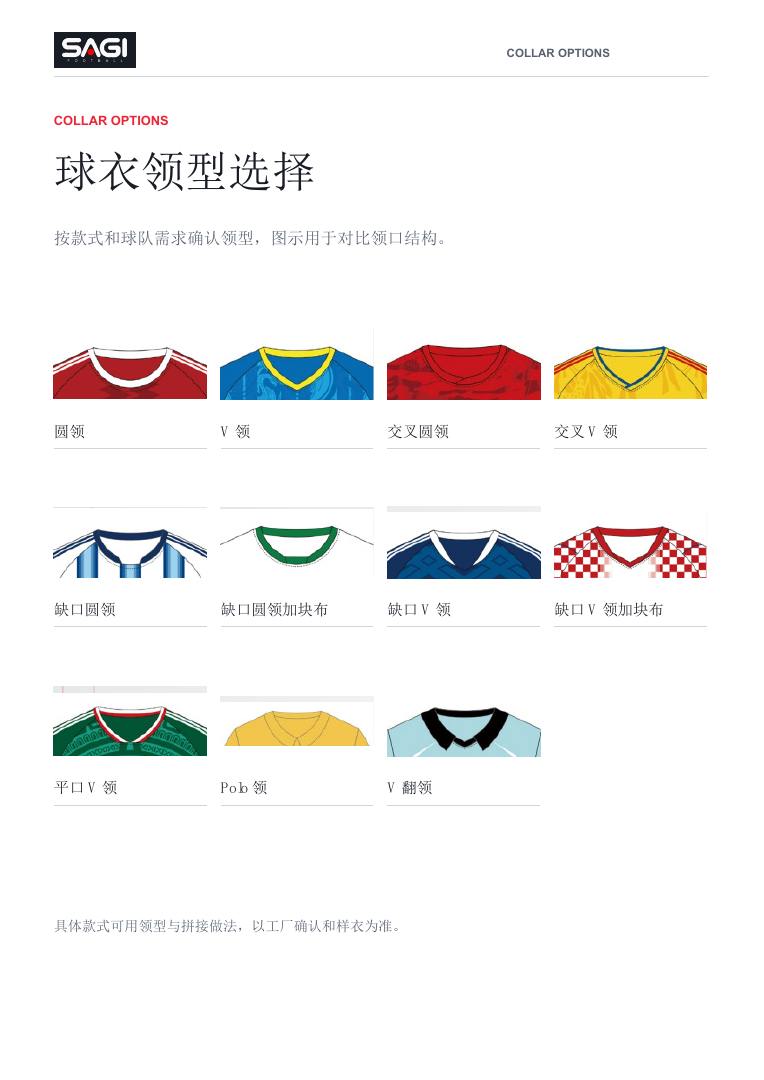 SAGI
FOOTBALL
COLLAR OPTIONS
COLLAR OPTIONS
球衣领型选择
按款式和球队需求确认领型，图示用于对比领口结构。
圆领
V 领
交叉圆领
交叉 V 领
缺口圆领
缺口圆领加块布
缺口 V 领
缺口 V 领加块布
平口 V 领
Polo 领
V 翻领
具体款式可用领型与拼接做法，以工厂确认和样衣为准。